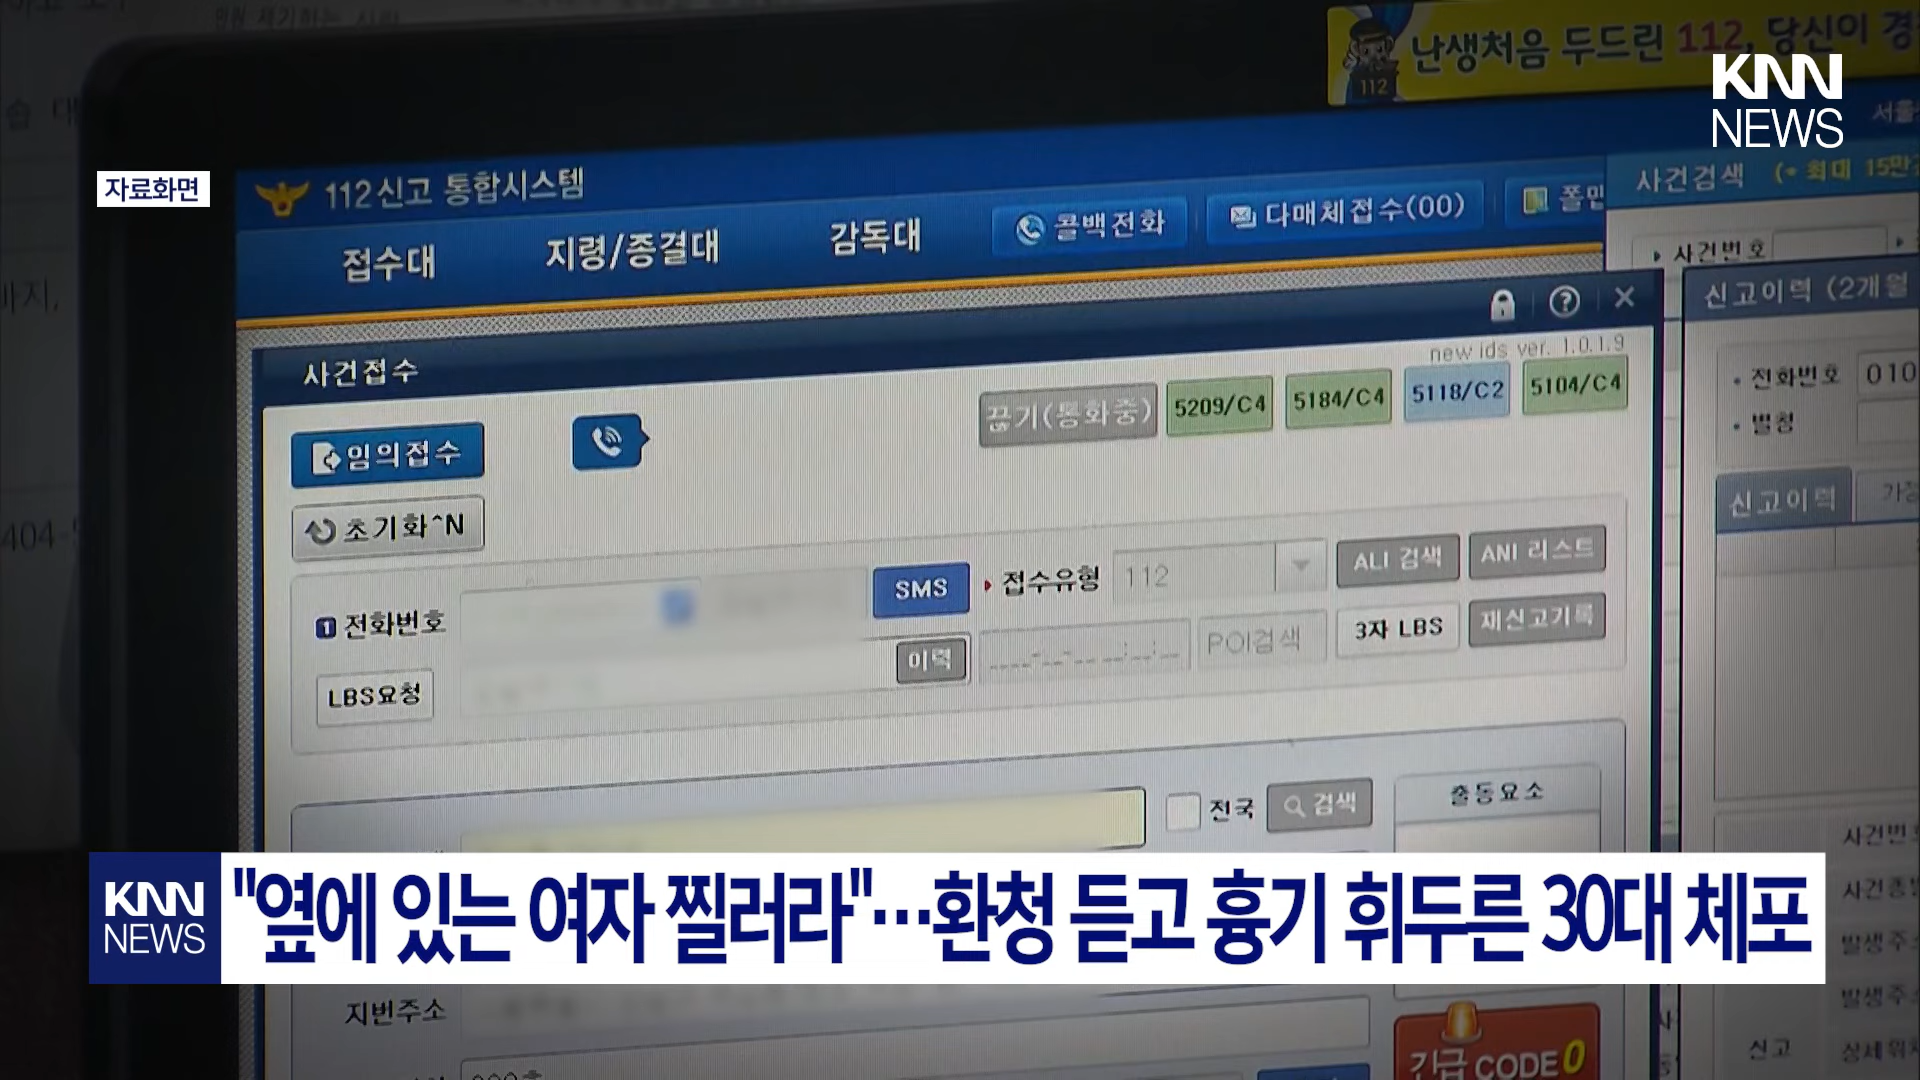 난생처음 두드린 112, 당신이 경
KNN
NEWS
자료화면
112신고 통합시스템
접수대
지령/종결대
감독대
콜백전화
다매체접수(00)
사건검색
(* 최대 15만
사건번호
신고이력 (2개월
사건접수
new ids ver. 1.0.1.9
끊기(통화중)
5209/C4
5184/C4
5118/C2
5104/C4
전화번호
010
별칭
임의접수
초기화^N
신고이력
1 전화번호
SMS
접수유형
112
ALI 검색
ANI 리스트
LBS요청
이력
POI검색
3자 LBS
재신고기록
전국
검색
출동요소
KNN
NEWS
"옆에 있는 여자 찔러라"…환청 듣고 흉기 휘두른 30대 체포
지번주소
긴급 CODE 0
신고